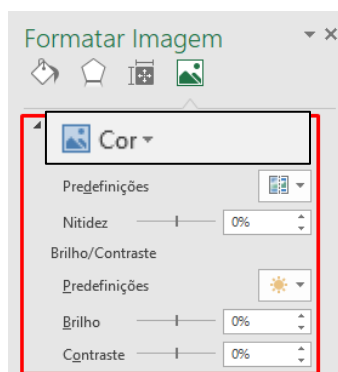 Formatar Imagem
Cor
Predefinições
Nitidez 0%
Brilho/Contraste
Predefinições
Brilho 0%
Contraste 0%